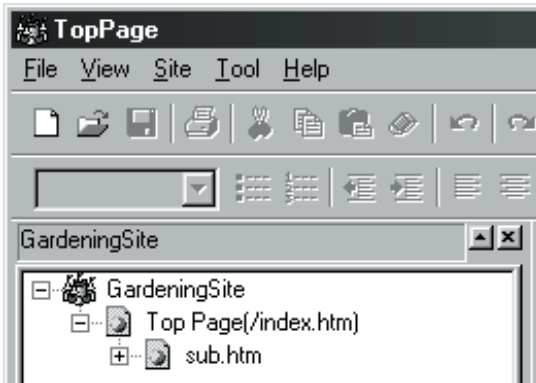 TopPage
File View Site Tool Help
GardeningSite
GardeningSite
Top Page(/index.htm)
sub.htm